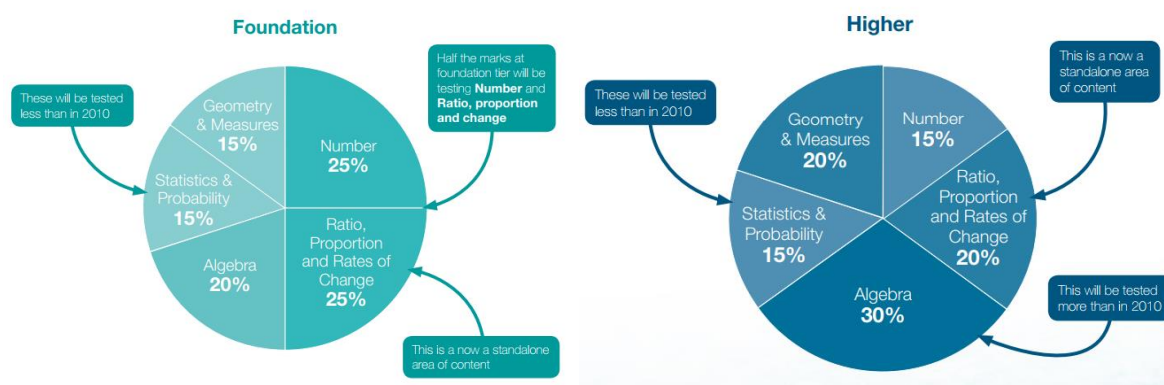 Foundation
These will be tested
less than in 2010
Half the marks at
foundation tier will be
testing Number and
Ratio, proportion
and change
Geometry
& Measures
15%
Number
25%
Statistics &
Probability
15%
Algebra
20%
Ratio,
Proportion
and Rates of
Change
25%
This is a now a standalone
area of content
Higher
These will be tested
less than in 2010
This is a now a
standalone area
of content
Geometry
& Measures
20%
Number
15%
Statistics &
Probability
15%
Ratio,
Proportion
and Rates of
Change
20%
Algebra
30%
This will be tested
more than in 2010